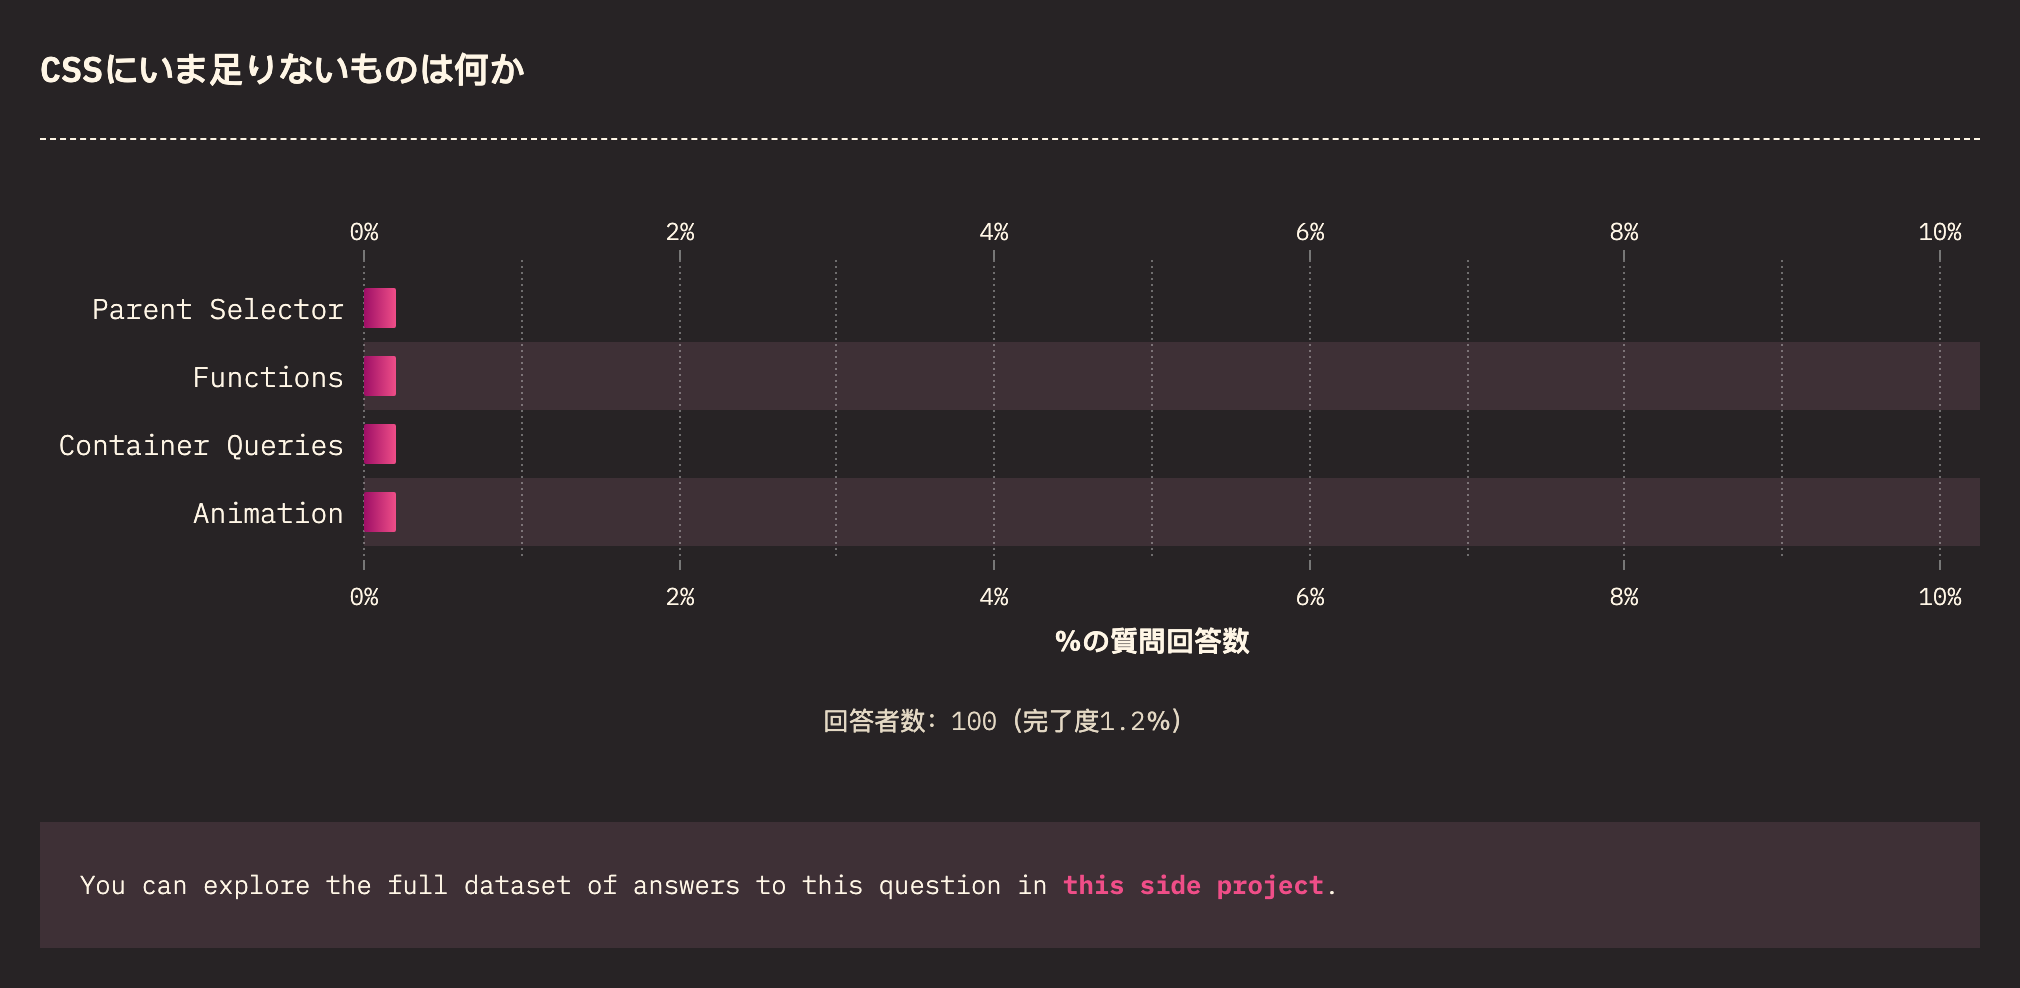 CSSにいま足りないものは何か
0% 2% 4% 6% 8% 10%
Parent Selector
Functions
Container Queries
Animation
0% 2% 4% 6% 8% 10%
%の質問回答数
回答者数: 100 (完了度1.2%)
You can explore the full dataset of answers to this question in this side project.